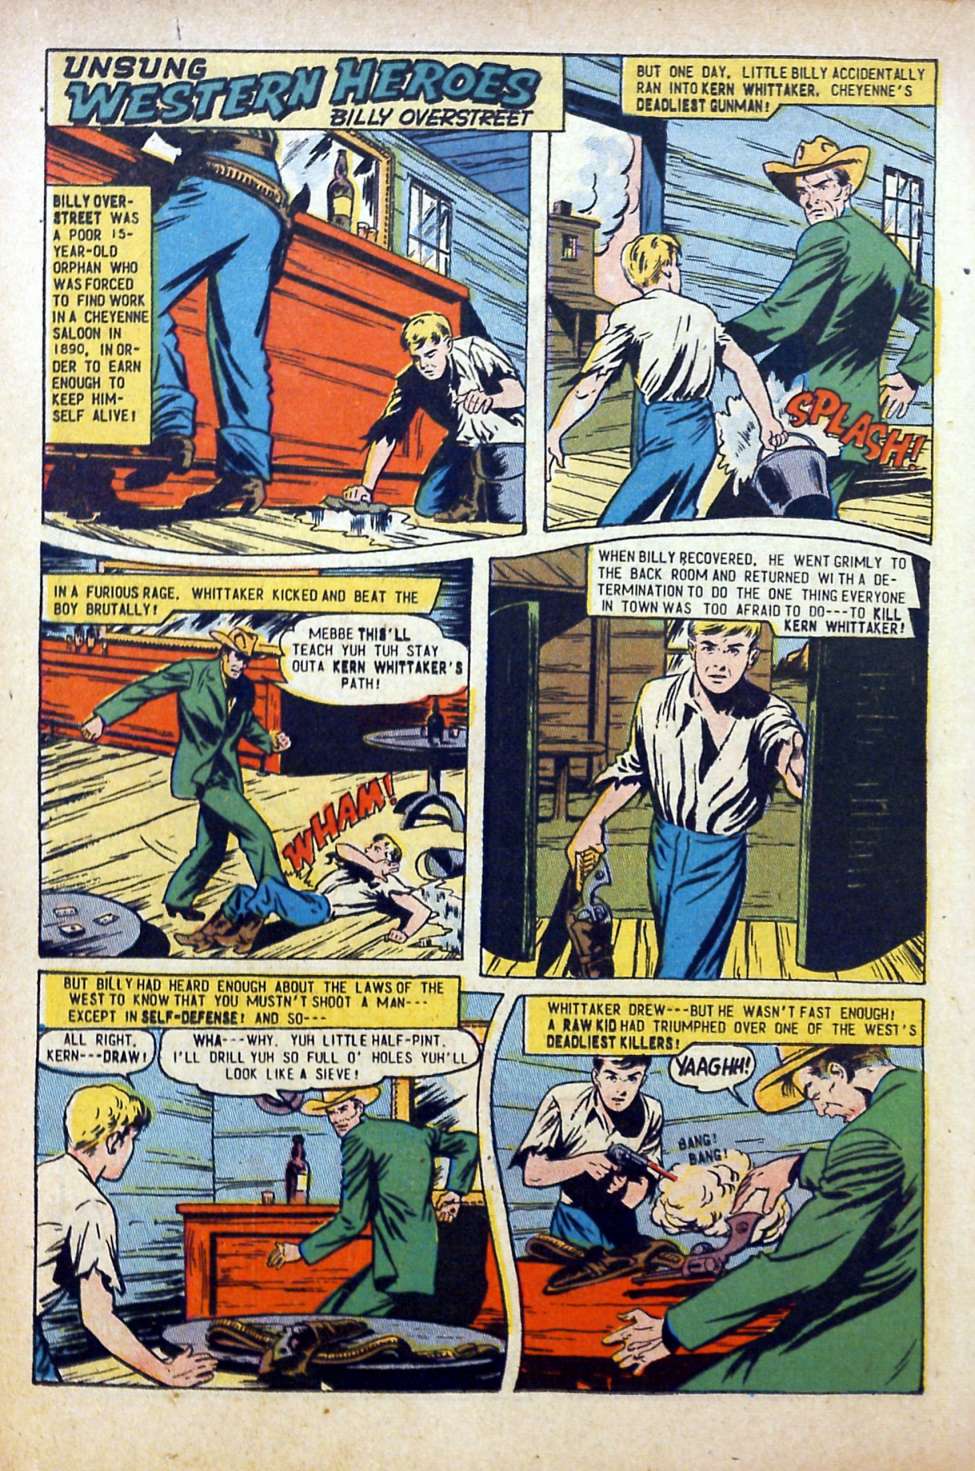 UNSUNG
WESTERN HEROES
BILLY OVERSTREET
BILLY OVER-
STREET WAS
A POOR 15-
YEAR-OLD
ORPHAN WHO
WAS FORCED
TO FIND WORK
IN A CHEYENNE
SALOON IN
1890, IN OR-
DER TO EARN
ENOUGH TO
KEEP HIM-
SELF ALIVE!
BUT ONE DAY, LITTLE BILLY ACCIDENTALLY
RAN INTO KERN WHITTAKER, CHEYENNE'S
DEADLIEST GUNMAN!
SPLASH!
IN A FURIOUS RAGE, WHITTAKER KICKED AND BEAT THE
BOY BRUTALLY!
MEBBE THIS'LL
TEACH YUH TUH STAY
OUTA KERN WHITTAKER'S
PATH!
WHAM!
WHEN BILLY RECOVERED, HE WENT GRIMLY TO
THE BACK ROOM AND RETURNED WITH A DE-
TERMINATION TO DO THE ONE THING EVERYONE
IN TOWN WAS TOO AFRAID TO DO---TO KILL
KERN WHITTAKER!
BUT BILLY HAD HEARD ENOUGH ABOUT THE LAWS OF THE
WEST TO KNOW THAT YOU MUSTN'T SHOOT A MAN---
EXCEPT IN SELF-DEFENSE! AND SO---
ALL RIGHT,
KERN---DRAW!
WHA---WHY, YUH LITTLE HALF-PINT,
I'LL DRILL YUH SO FULL O' HOLES YUH'LL
LOOK LIKE A SIEVE!
WHITTAKER DREW---BUT HE WASN'T FAST ENOUGH!
A RAW KID HAD TRIUMPHED OVER ONE OF THE WEST'S
DEADLIEST KILLERS!
YAAGHH!
BANG!
BANG!